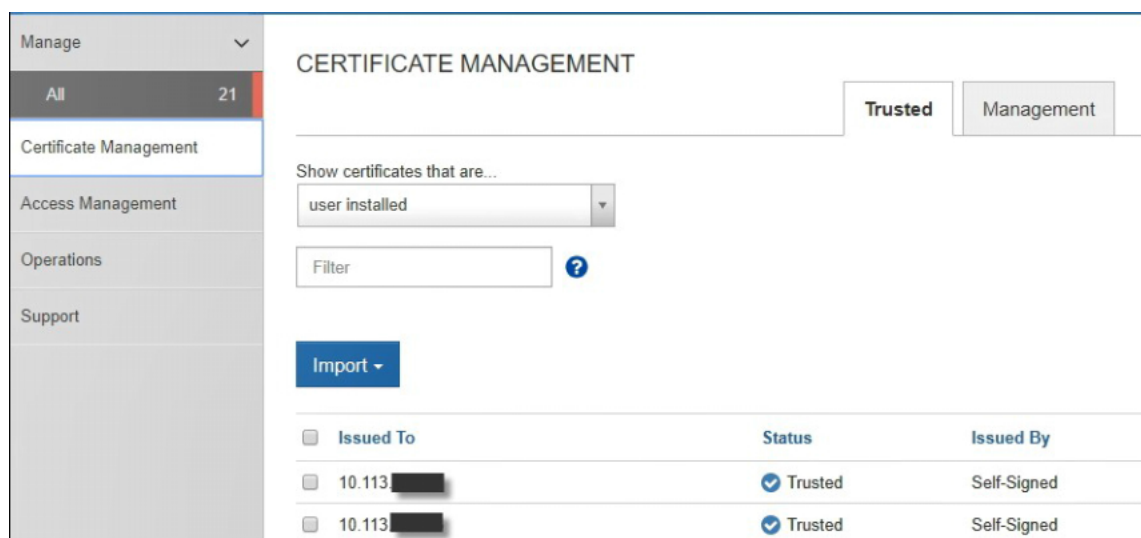 Manage
All 21
Certificate Management
Access Management
Operations
Support
CERTIFICATE MANAGEMENT
Trusted Management
Show certificates that are...
user installed
Filter
?
Import
Issued To Status Issued By
10.113. Trusted Self-Signed
10.113 Trusted Self-Signed